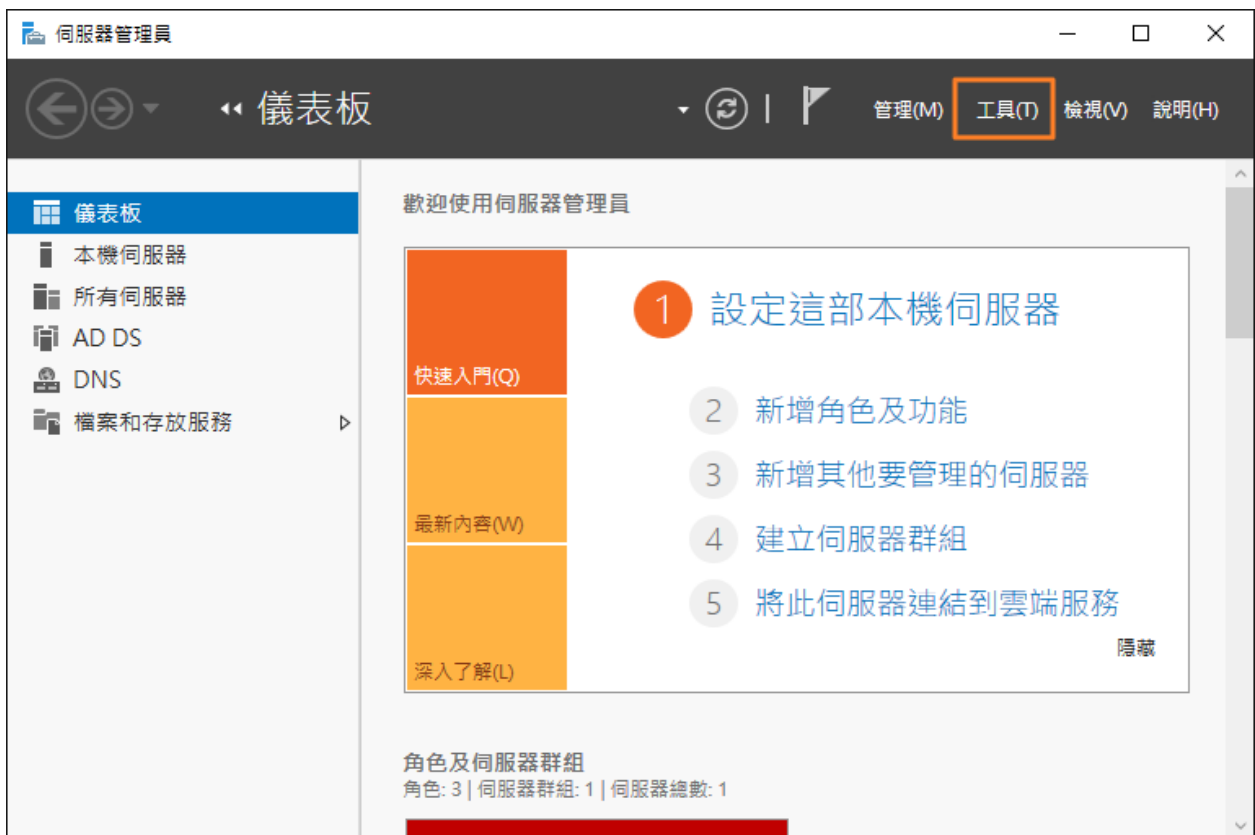 伺服器管理員
儀表板
管理(M) 工具(T) 檢視(V) 說明(H)
儀表板
本機伺服器
所有伺服器
AD DS
DNS
檔案和存放服務
歡迎使用伺服器管理員
快速入門(Q)
最新內容(W)
深入了解(L)
1 設定這部本機伺服器
2 新增角色及功能
3 新增其他要管理的伺服器
4 建立伺服器群組
5 將此伺服器連結到雲端服務
隱藏
角色及伺服器群組
角色: 3 | 伺服器群組: 1 | 伺服器總數: 1